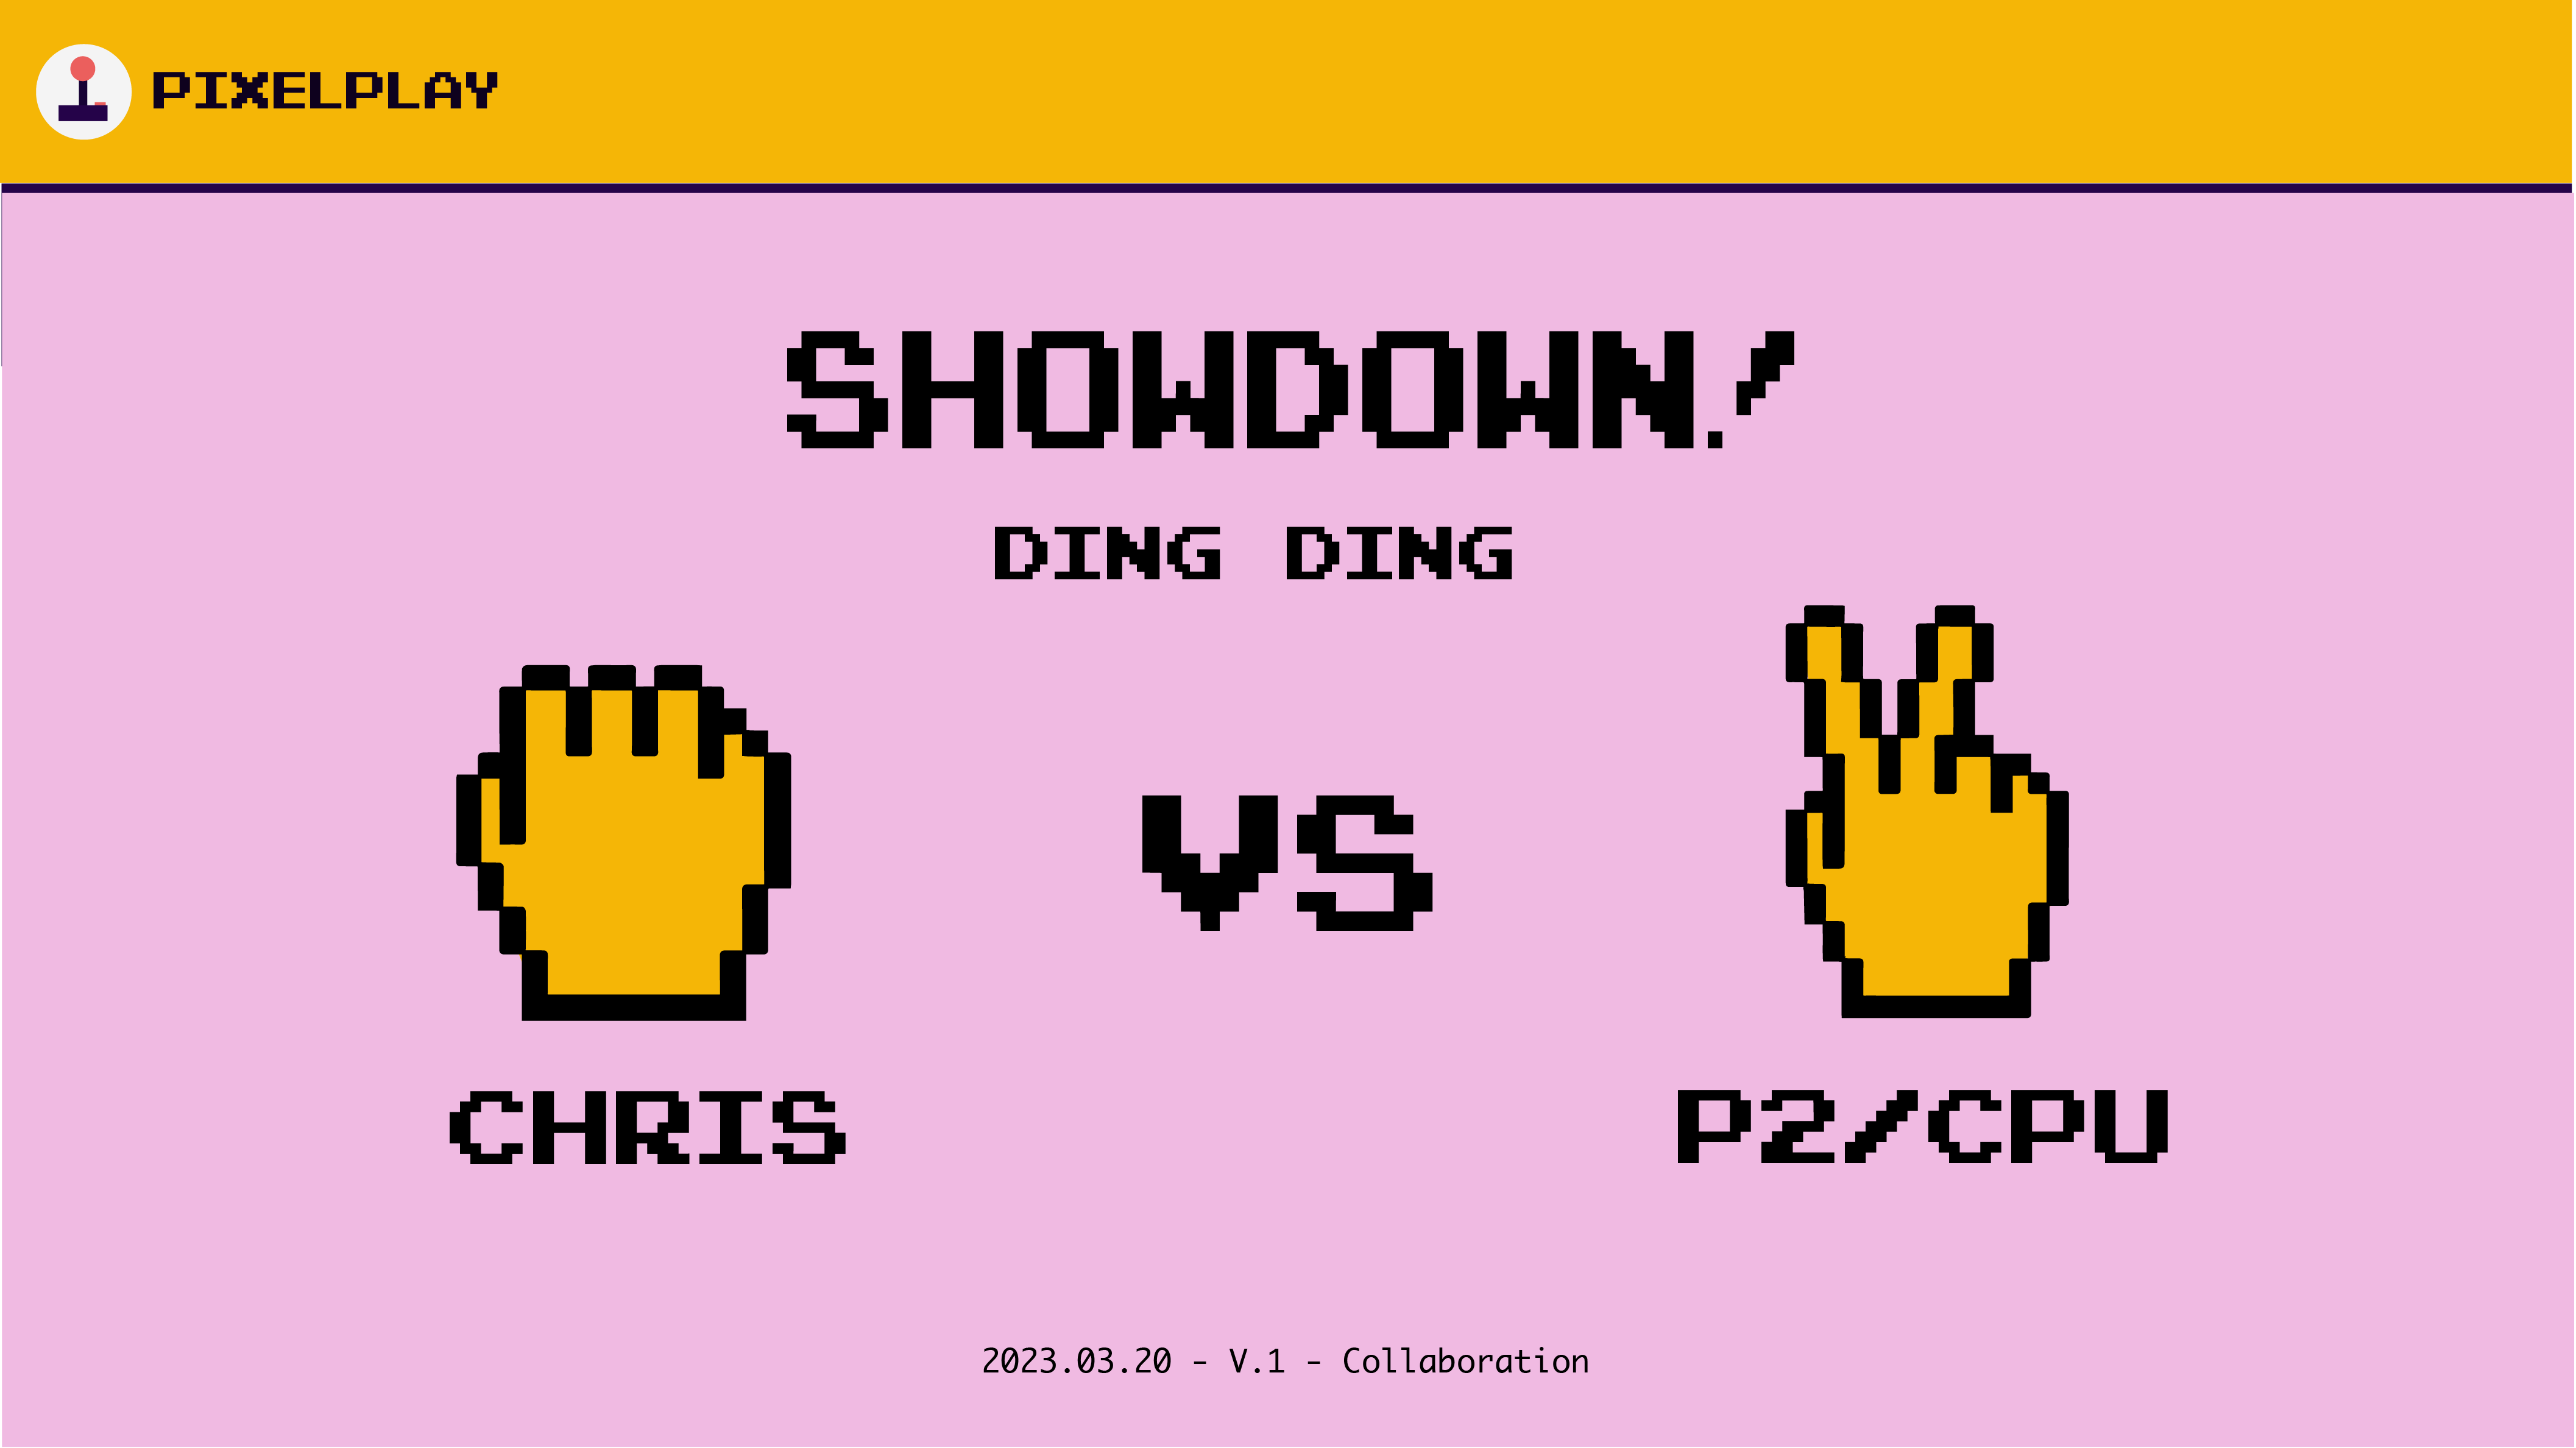 PIXELPLAY
SHOWDOWN!
DING DING
VS
CHRIS
P2/CPU
2023.03.20 - V.1 - Collaboration